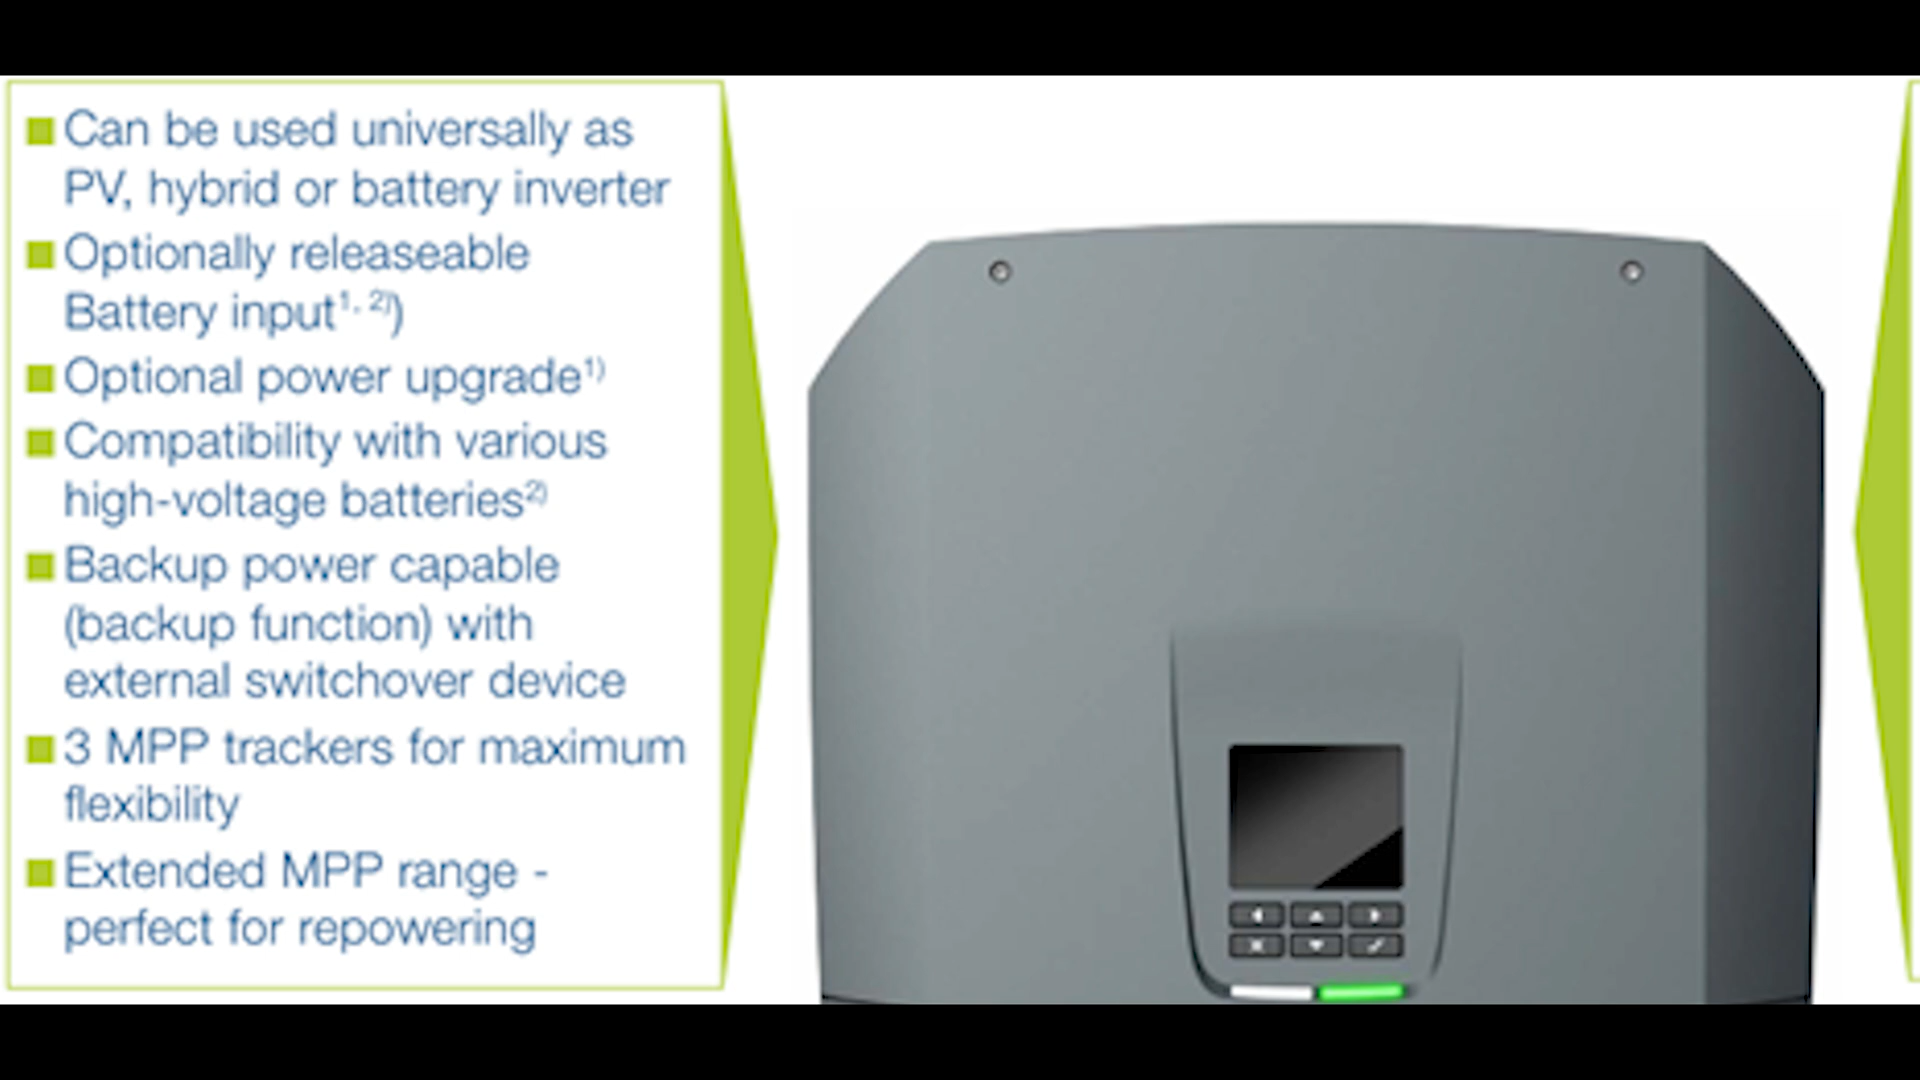 Can be used universally as
PV, hybrid or battery inverter
Optionally releaseable
Battery input¹· ²⁾)
Optional power upgrade¹⁾
Compatibility with various
high-voltage batteries²⁾
Backup power capable
(backup function) with
external switchover device
3 MPP trackers for maximum
flexibility
Extended MPP range -
perfect for repowering